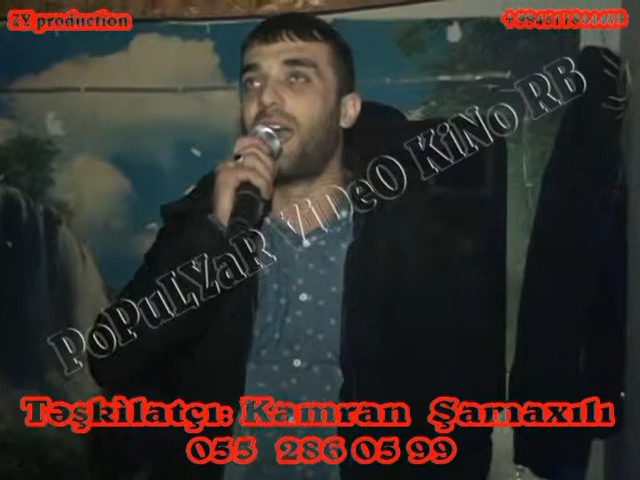 ZY production
PoPuLYaR ViDeO KiNo RB
Təşkilatçı: Kamran Şamaxılı
055 286 05 99